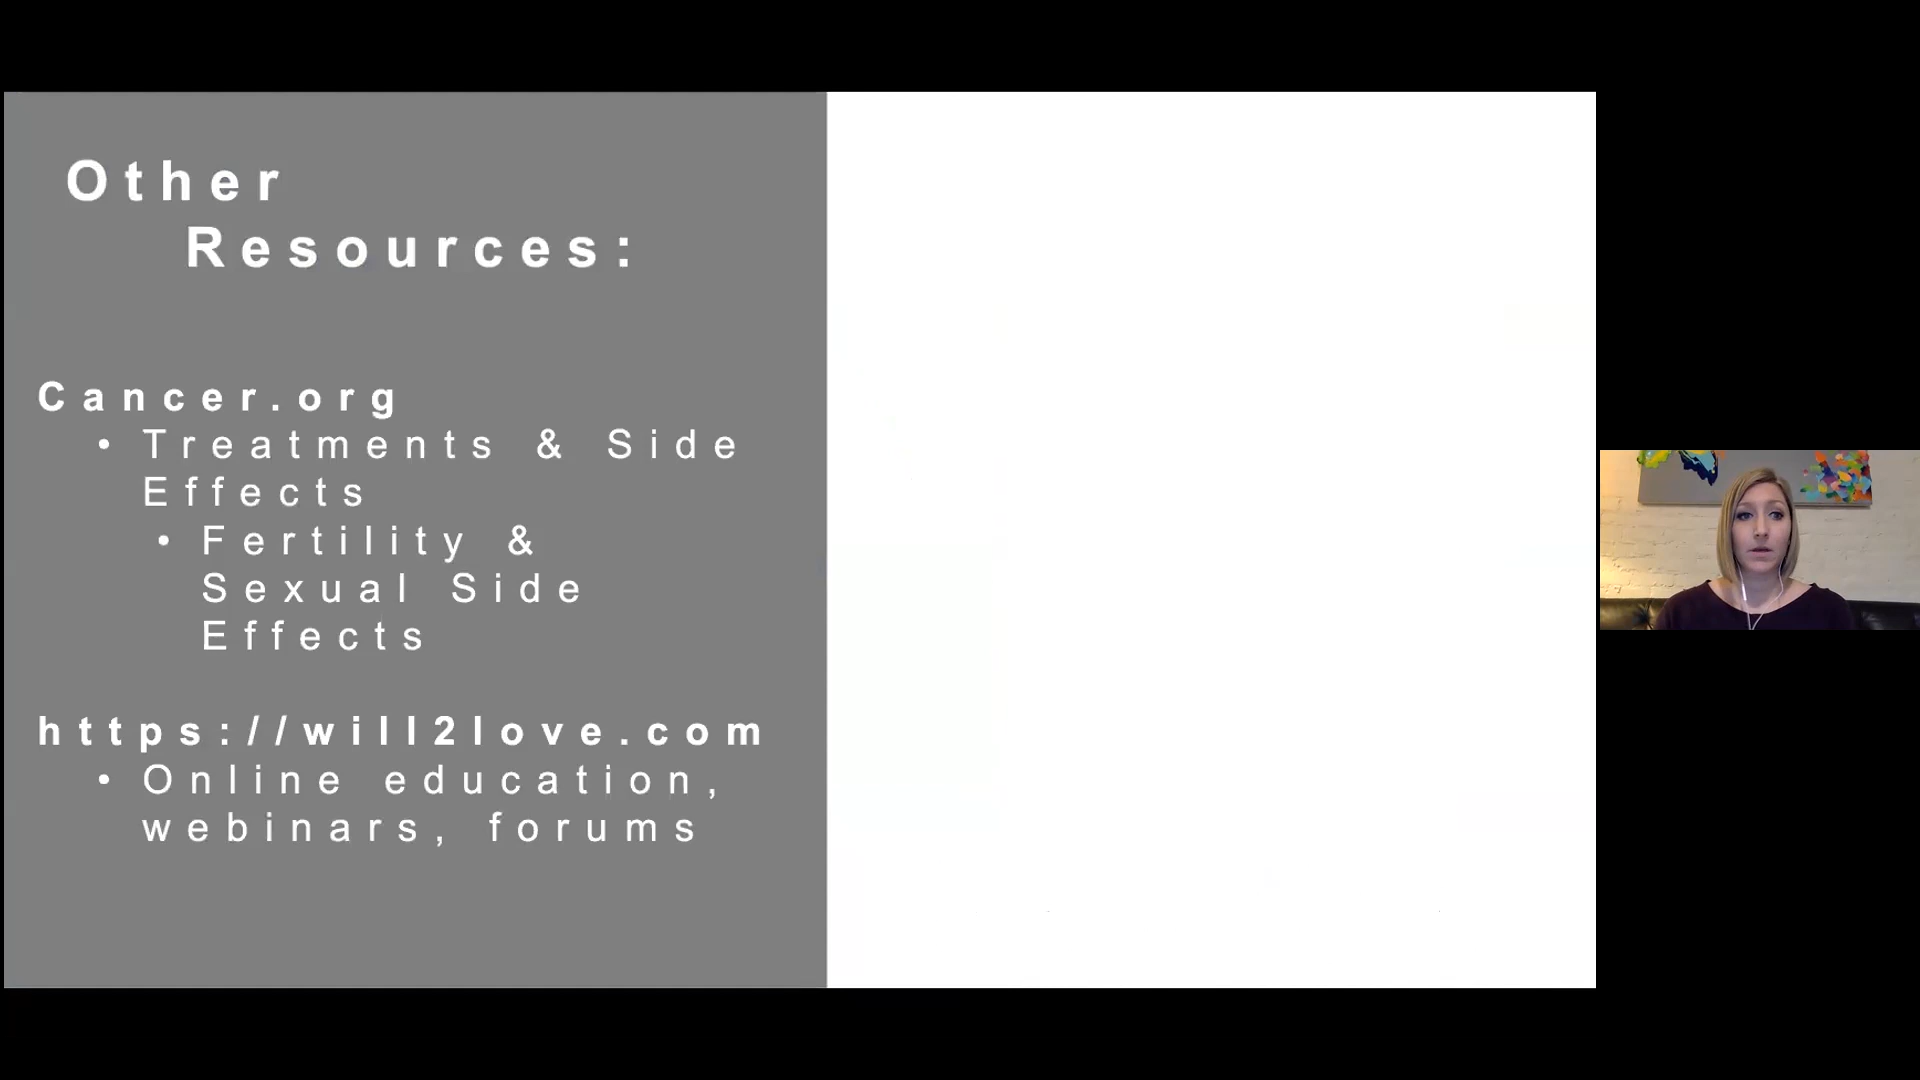 Other
Resources:
Cancer.org
• Treatments & Side
Effects
• Fertility &
Sexual Side
Effects
https://will2love.com
• Online education,
webinars, forums